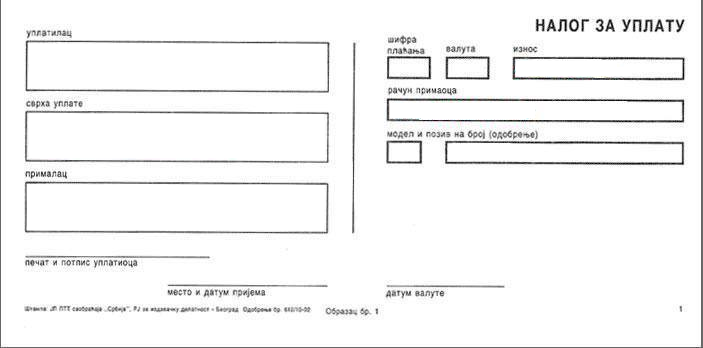 НАЛОГ ЗА УПЛАТУ
уплатилац
сврха уплате
прималац
печат и потпис уплатиоца
место и датум пријема
шифра
плаћања
валута
износ
рачун примаоца
модел и позив на број (одобрење)
датум валуте
Штампа: ЈП ПТТ саобраћаја „Србија", РЈ за издавачку делатност - Београд Одобрење бр.
Образац бр. 1
1